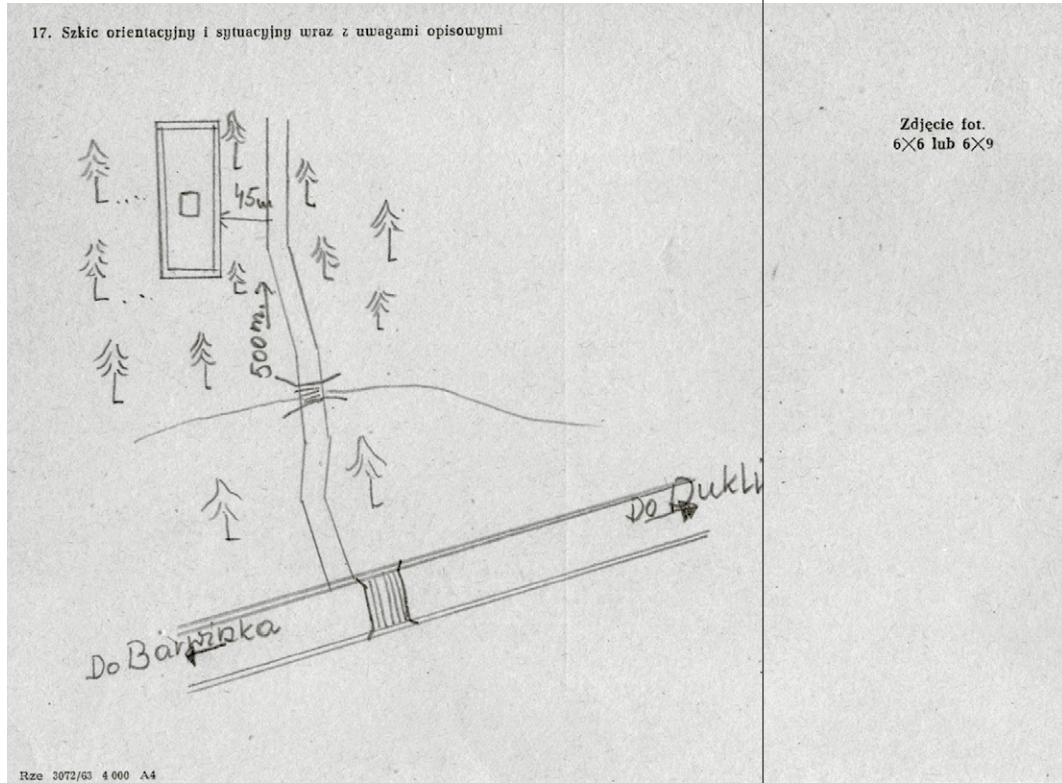 17. Szkic orientacyjny i sytuacyjny wraz z uwagami opisowymi
Zdjęcie fot.
6×6 lub 6×9
45m
500m.
Do Dukli
Do Barwinka
Rze 3072/63 4 000 A4